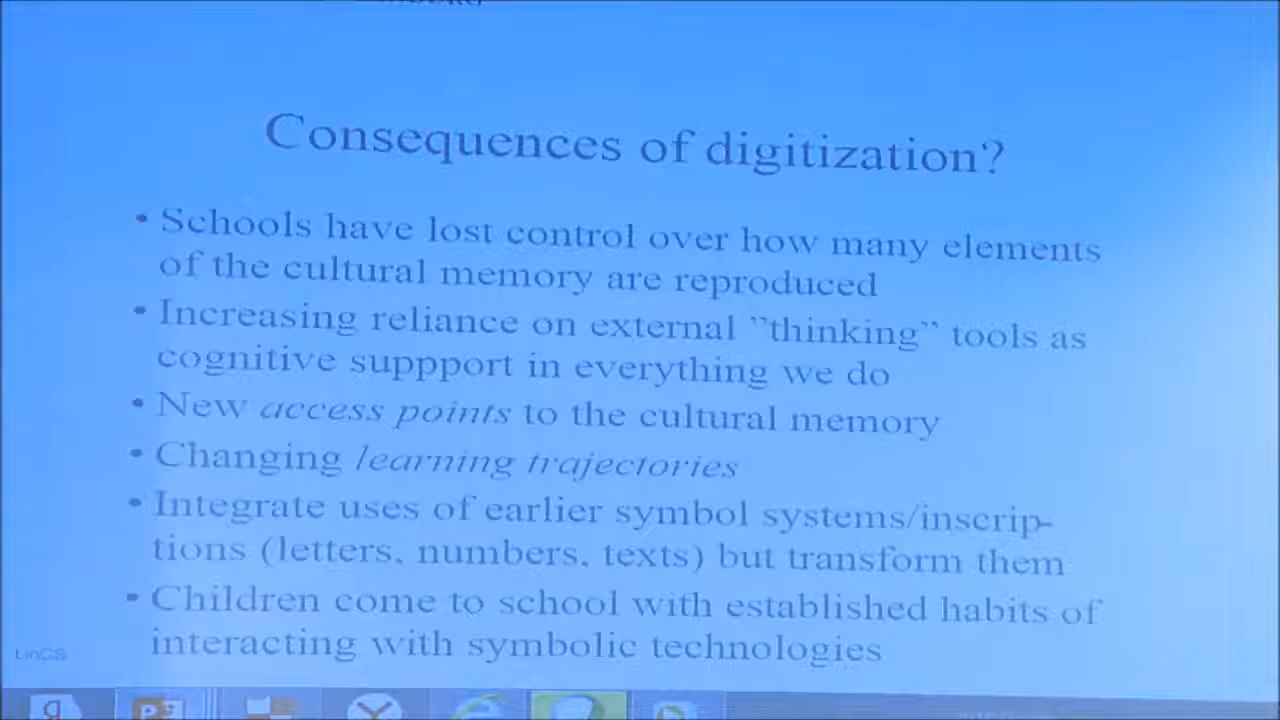 Consequences of digitization?
• Schools have lost control over how many elements
of the cultural memory are reproduced
• Increasing reliance on external ”thinking” tools as
cognitive suppport in everything we do
• New access points to the cultural memory
• Changing learning trajectories
• Integrate uses of earlier symbol systems/inscrip-
tions (letters, numbers, texts) but transform them
• Children come to school with established habits of
interacting with symbolic technologies
LinCS